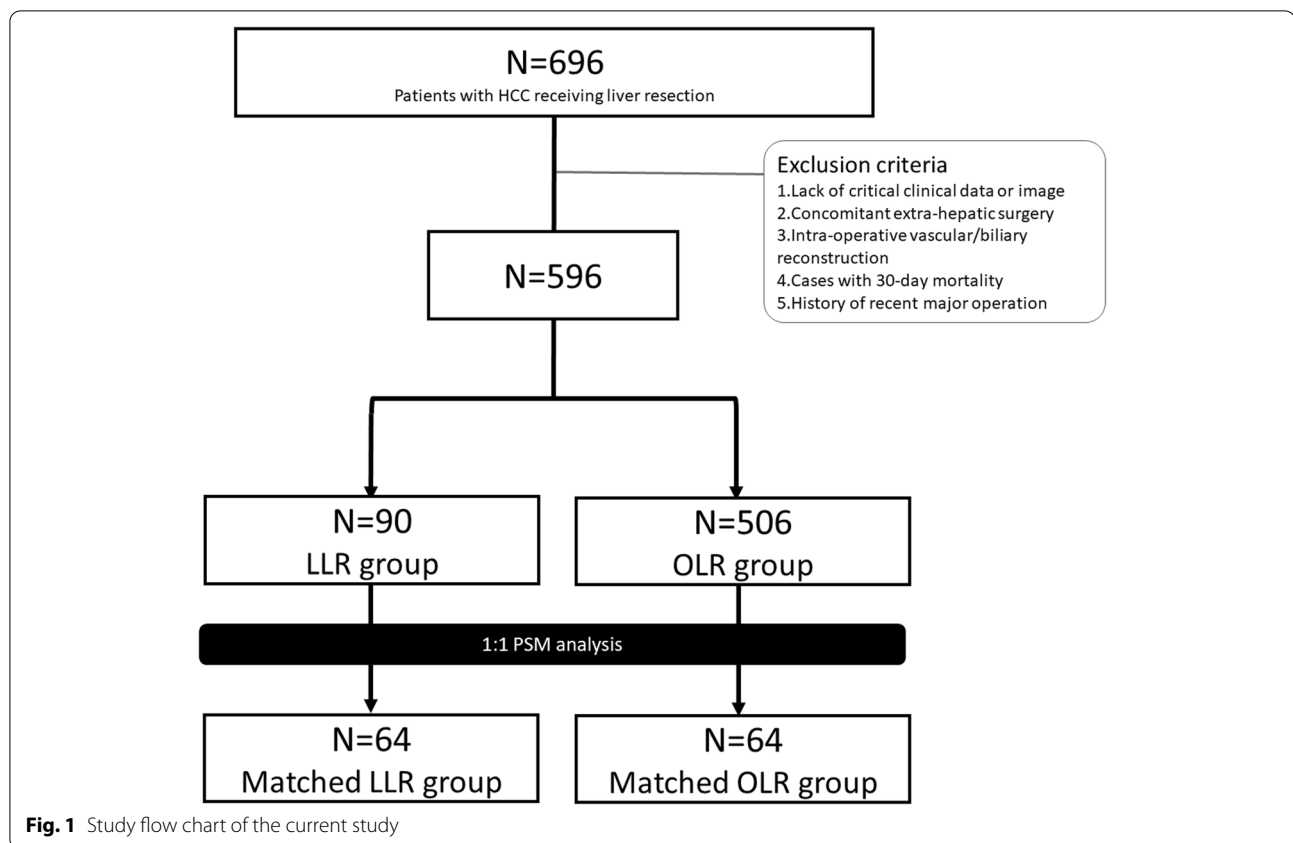 N=696
Patients with HCC receiving liver resection
Exclusion criteria
1.Lack of critical clinical data or image
2.Concomitant extra-hepatic surgery
3.Intra-operative vascular/biliary
reconstruction
4.Cases with 30-day mortality
5.History of recent major operation
N=596
N=90
LLR group
N=506
OLR group
1:1 PSM analysis
N=64
Matched LLR group
N=64
Matched OLR group
Fig. 1 Study flow chart of the current study